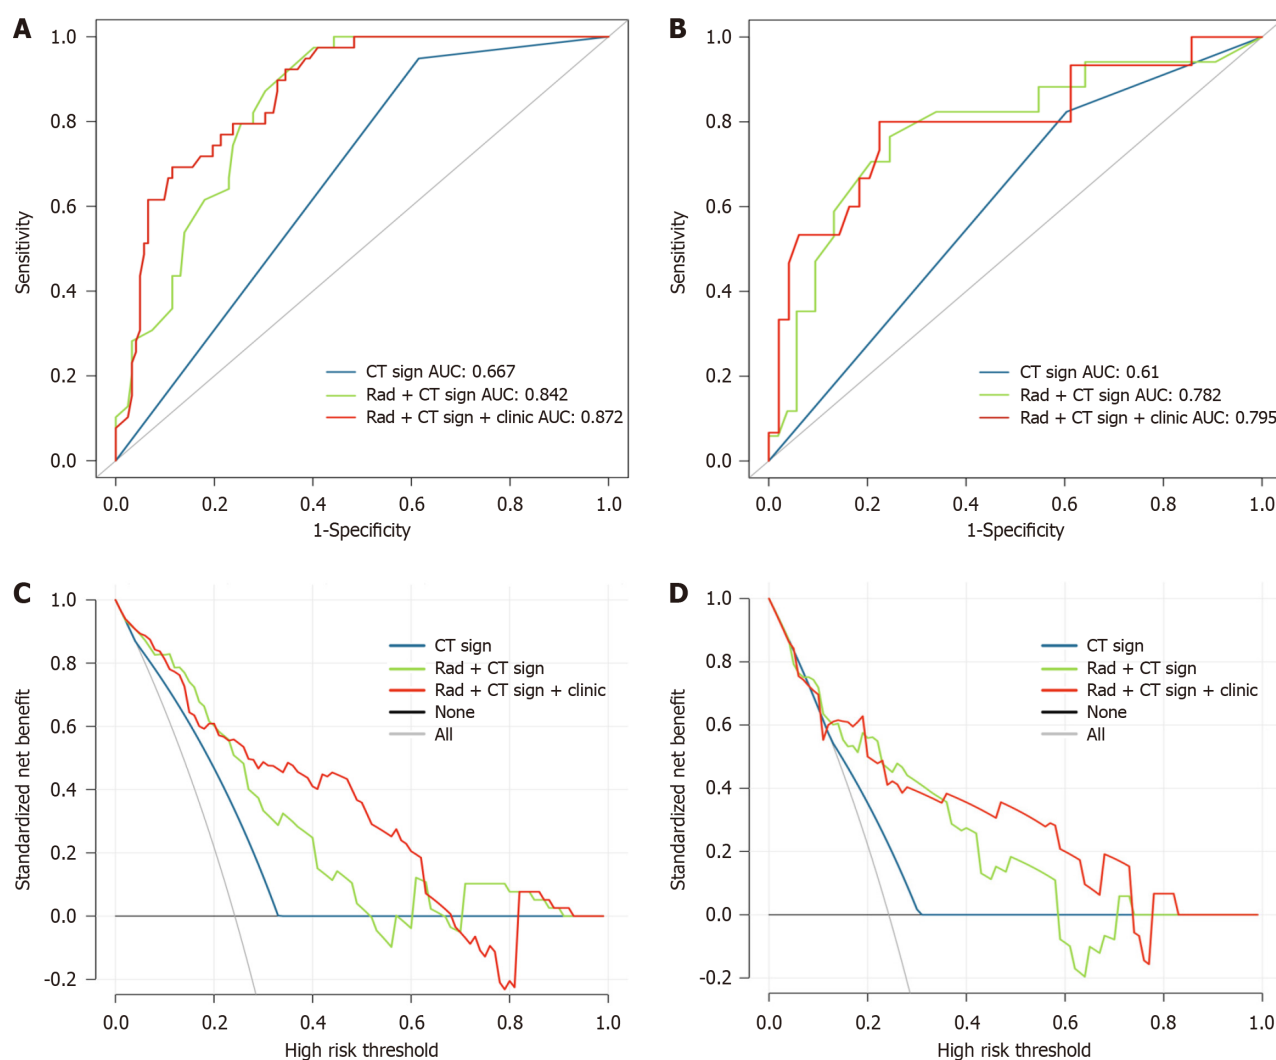 A
1.0
0.8
0.6
0.4
0.2
0.0
Sensitivity
CT sign AUC: 0.667
Rad + CT sign AUC: 0.842
Rad + CT sign + clinic AUC: 0.872
0.0 0.2 0.4 0.6 0.8 1.0
1-Specificity
B
1.0
0.8
0.6
0.4
0.2
0.0
Sensitivity
CT sign AUC: 0.61
Rad + CT sign AUC: 0.782
Rad + CT sign + clinic AUC: 0.795
0.0 0.2 0.4 0.6 0.8 1.0
1-Specificity
C
1.0
0.8
0.6
0.4
0.2
0.0
-0.2
Standardized net benefit
CT sign
Rad + CT sign
Rad + CT sign + clinic
None
All
0.0 0.2 0.4 0.6 0.8 1.0
High risk threshold
D
1.0
0.8
0.6
0.4
0.2
0.0
-0.2
Standardized net benefit
CT sign
Rad + CT sign
Rad + CT sign + clinic
None
All
0.0 0.2 0.4 0.6 0.8 1.0
High risk threshold